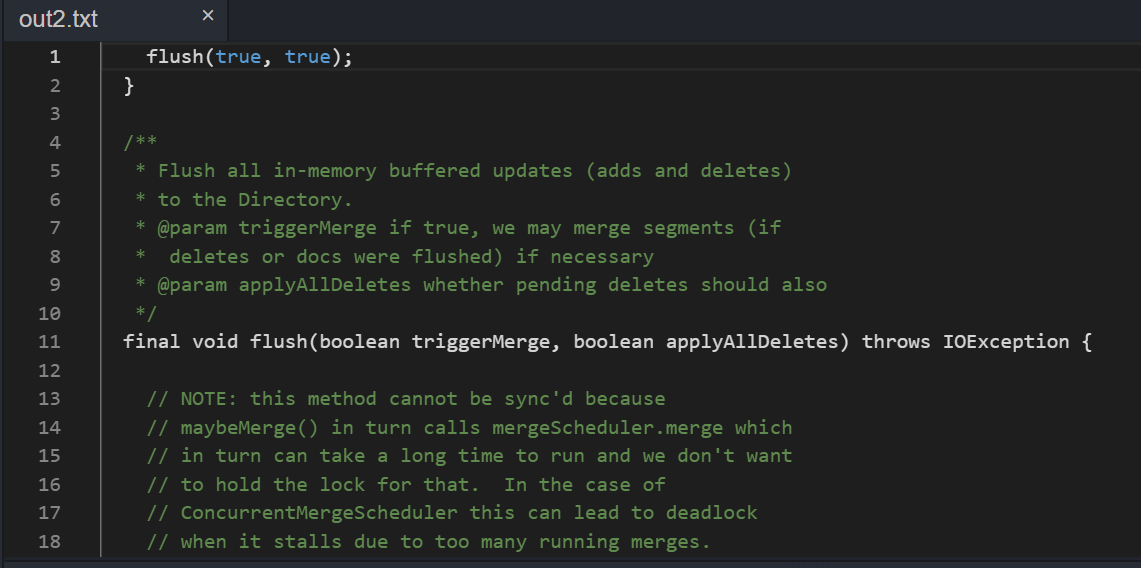 out2.txt ×
1 flush(true, true);
2 }
3
4 /**
5 * Flush all in-memory buffered updates (adds and deletes)
6 * to the Directory.
7 * @param triggerMerge if true, we may merge segments (if
8 *  deletes or docs were flushed) if necessary
9 * @param applyAllDeletes whether pending deletes should also
10 */
11 final void flush(boolean triggerMerge, boolean applyAllDeletes) throws IOException {
12
13 // NOTE: this method cannot be sync'd because
14 // maybeMerge() in turn calls mergeScheduler.merge which
15 // in turn can take a long time to run and we don't want
16 // to hold the lock for that.  In the case of
17 // ConcurrentMergeScheduler this can lead to deadlock
18 // when it stalls due to too many running merges.